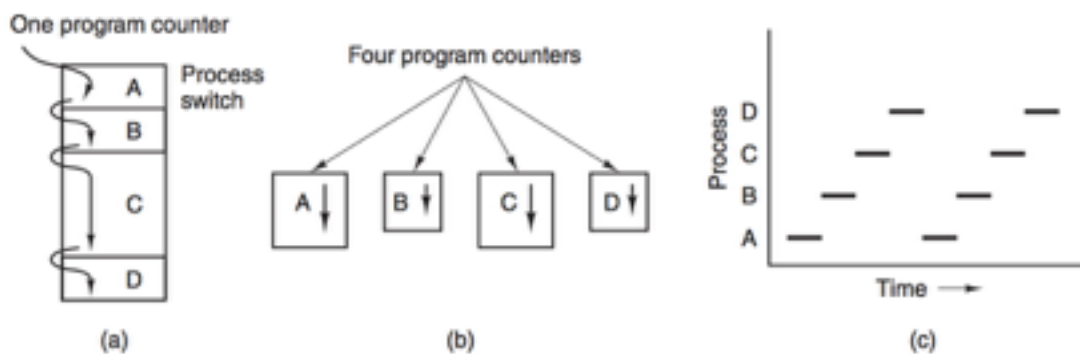 One program counter
A
Process
switch
B
C
D
(a)
Four program counters
A
B
C
D
(b)
Process
D
C
B
A
Time
(c)